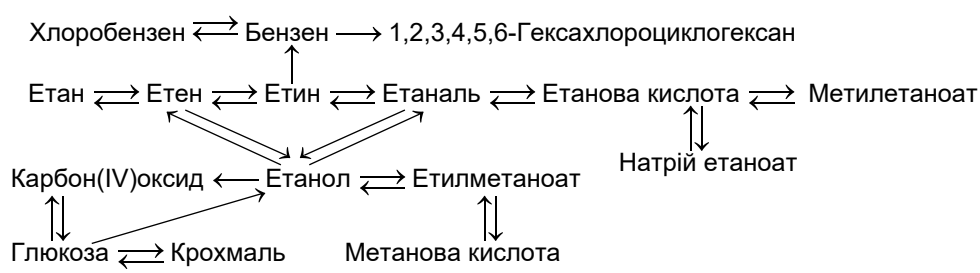 Хлоробензен Бензен 1,2,3,4,5,6-Гексахлороциклогексан
Етан Етен Етин Етаналь Етанова кислота Метилетаноат
Натрій етаноат
Карбон(IV)оксид Етанол Етилметаноат
Глюкоза Крохмаль Метанова кислота